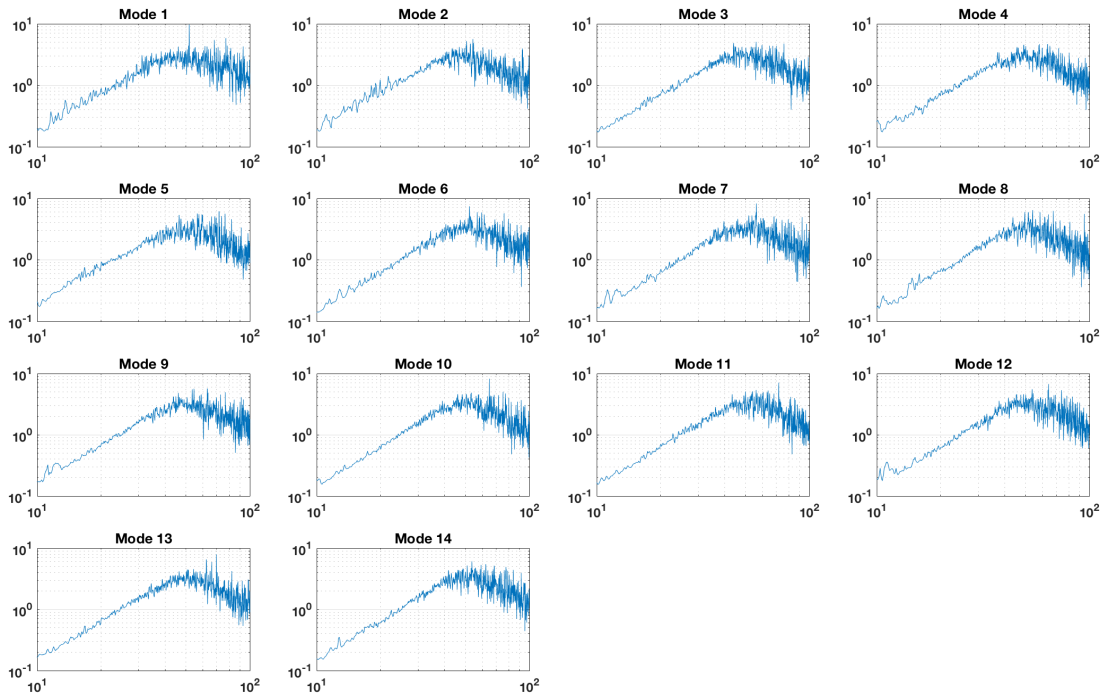 Mode 1 Mode 2 Mode 3 Mode 4
10^1 10^1 10^1 10^1
10^0 10^0 10^0 10^0
10^-1 10^-1 10^-1 10^-1
10^1 10^2 10^1 10^2 10^1 10^2 10^1 10^2
Mode 5 Mode 6 Mode 7 Mode 8
10^1 10^1 10^1 10^1
10^0 10^0 10^0 10^0
10^-1 10^-1 10^-1 10^-1
10^1 10^2 10^1 10^2 10^1 10^2 10^1 10^2
Mode 9 Mode 10 Mode 11 Mode 12
10^1 10^1 10^1 10^1
10^0 10^0 10^0 10^0
10^-1 10^-1 10^-1 10^-1
10^1 10^2 10^1 10^2 10^1 10^2 10^1 10^2
Mode 13 Mode 14
10^1 10^1
10^0 10^0
10^-1 10^-1
10^1 10^2 10^1 10^2